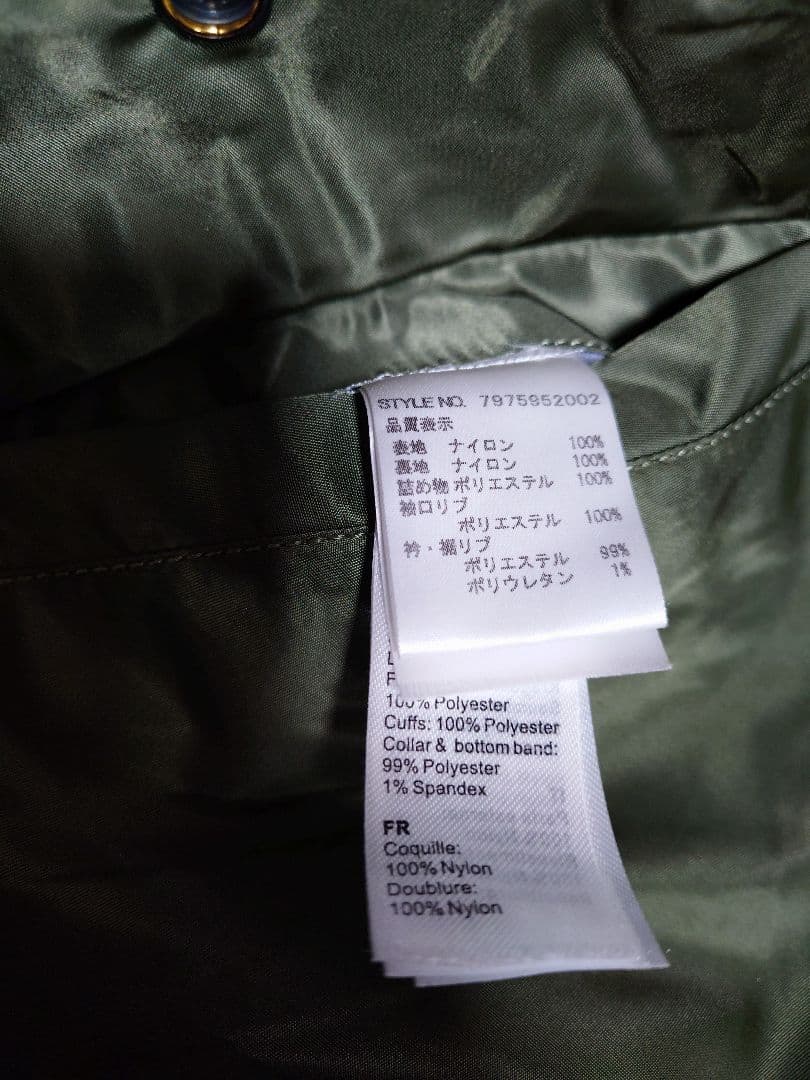 STYLE NO. 7975952002
品質表示
表地 ナイロン 100%
裏地 ナイロン 100%
詰め物 ポリエステル 100%
袖口リブ
ポリエステル 100%
衿・裾リブ
ポリエステル 99%
ポリウレタン 1%
100% Polyester
Cuffs: 100% Polyester
Collar & bottom band:
99% Polyester
1% Spandex
FR
Coquille:
100% Nylon
Doublure:
100% Nylon